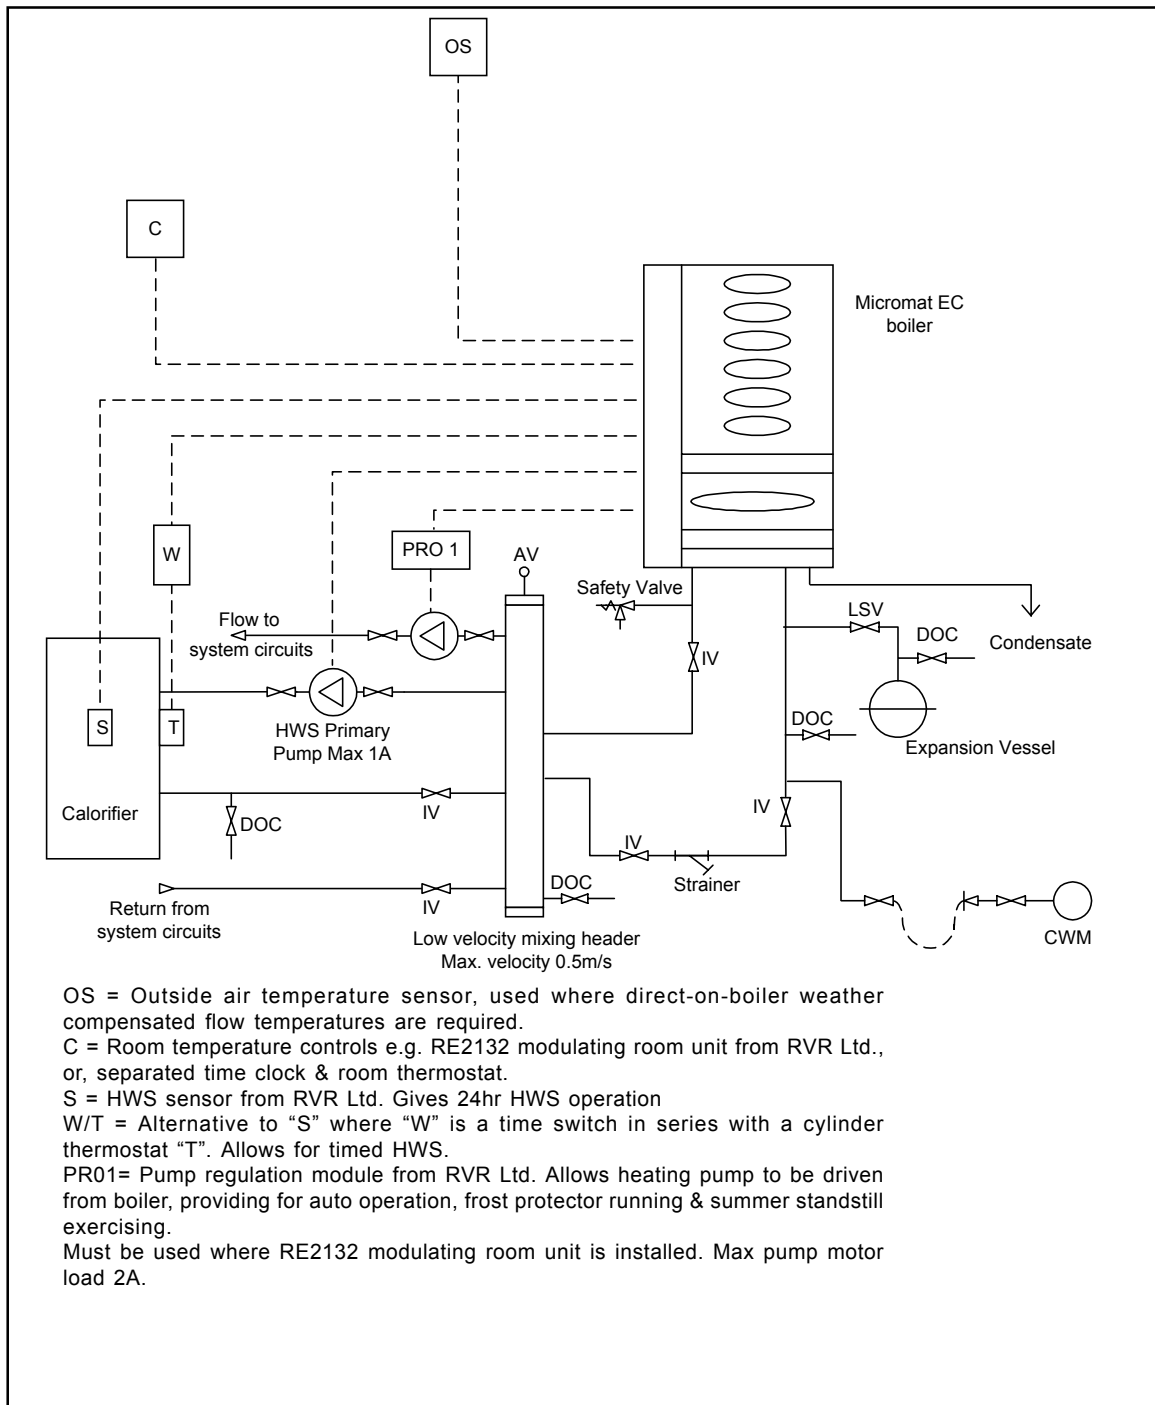 OS
C
Micromat EC
boiler
W
PRO 1
AV
Safety Valve
LSV
DOC
Condensate
Flow to
system circuits
IV
S
T
HWS Primary
Pump Max 1A
DOC
Expansion Vessel
Calorifier
IV
DOC
IV
IV
Strainer
Return from
system circuits
IV
DOC
CWM
Low velocity mixing header
Max. velocity 0.5m/s
OS = Outside air temperature sensor, used where direct-on-boiler weather
compensated flow temperatures are required.
C = Room temperature controls e.g. RE2132 modulating room unit from RVR Ltd.,
or, separated time clock & room thermostat.
S = HWS sensor from RVR Ltd. Gives 24hr HWS operation
W/T = Alternative to “S” where “W” is a time switch in series with a cylinder
thermostat “T”. Allows for timed HWS.
PR01= Pump regulation module from RVR Ltd. Allows heating pump to be driven
from boiler, providing for auto operation, frost protector running & summer standstill
exercising.
Must be used where RE2132 modulating room unit is installed. Max pump motor
load 2A.